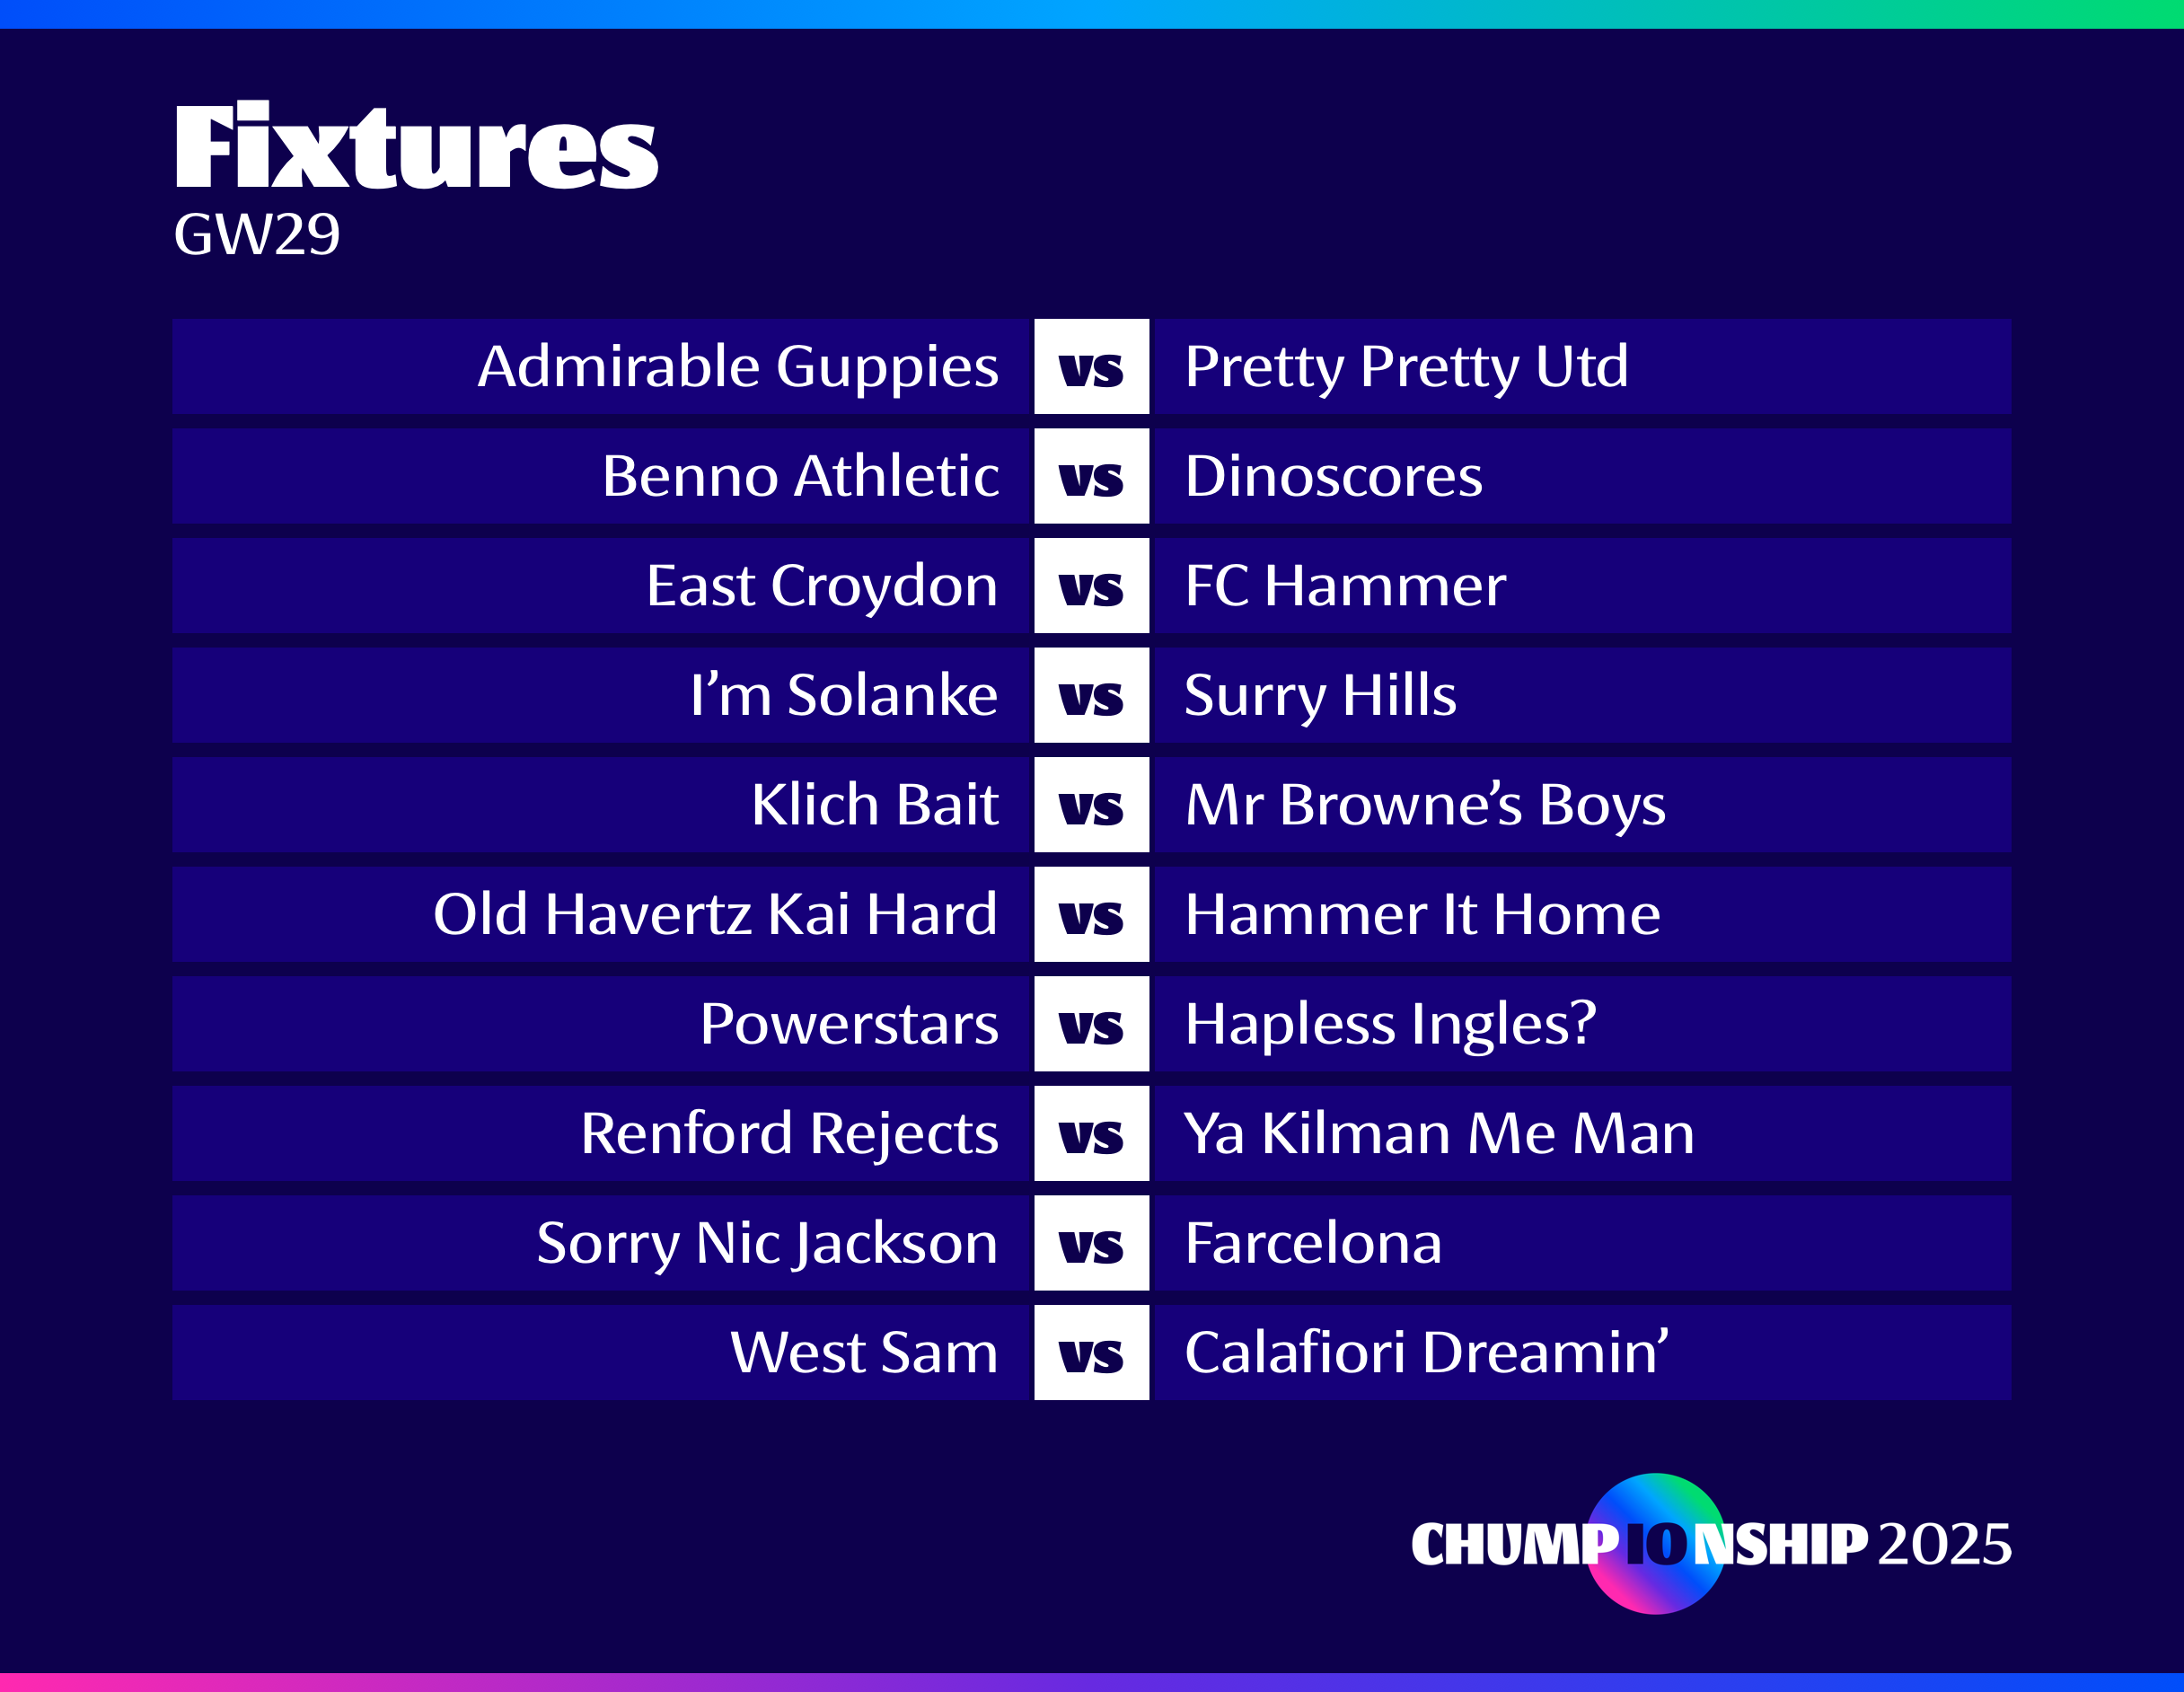 Fixtures
GW29
Admirable Guppies vs Pretty Pretty Utd
Benno Athletic vs Dinoscores
East Croydon vs FC Hammer
I’m Solanke vs Surry Hills
Klich Bait vs Mr Browne’s Boys
Old Havertz Kai Hard vs Hammer It Home
Powerstars vs Hapless Ingles?
Renford Rejects vs Ya Kilman Me Man
Sorry Nic Jackson vs Farcelona
West Sam vs Calafiori Dreamin’
CHUMPIONSHIP 2025